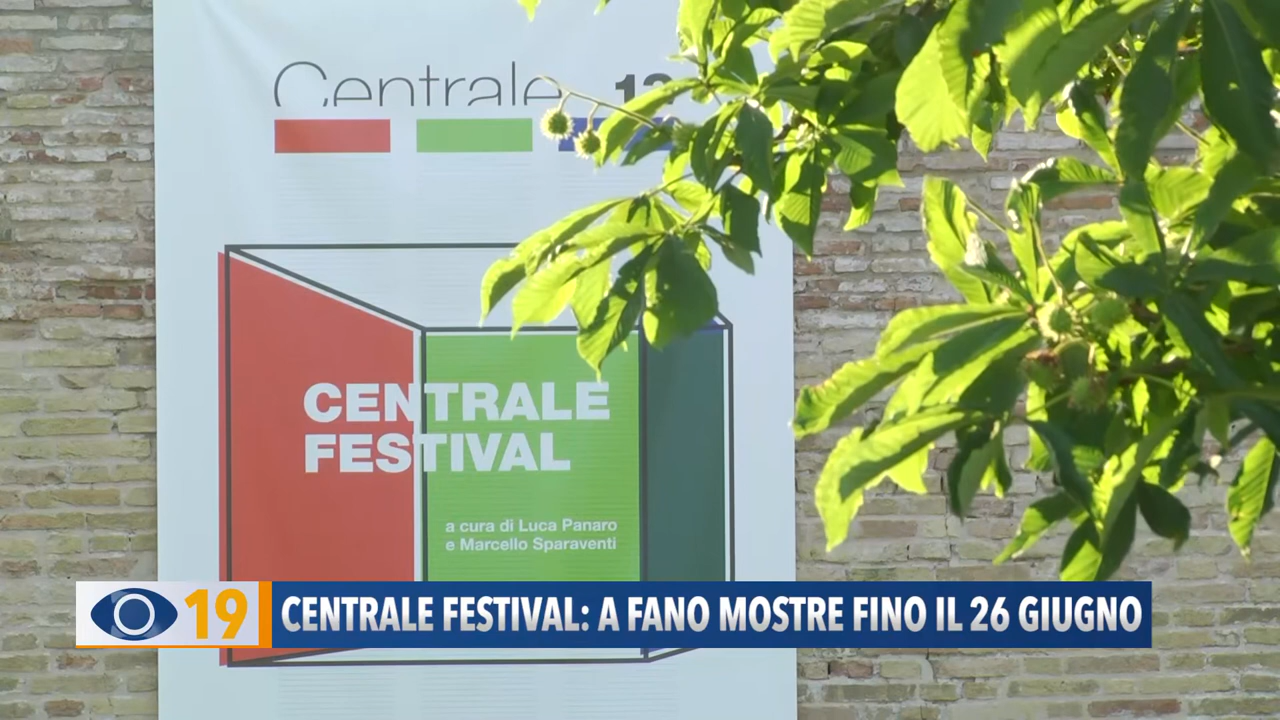 Centrale
CENTRALE
FESTIVAL
a cura di Luca Panaro
e Marcello Sparaventi
19
CENTRALE FESTIVAL: A FANO MOSTRE FINO IL 26 GIUGNO